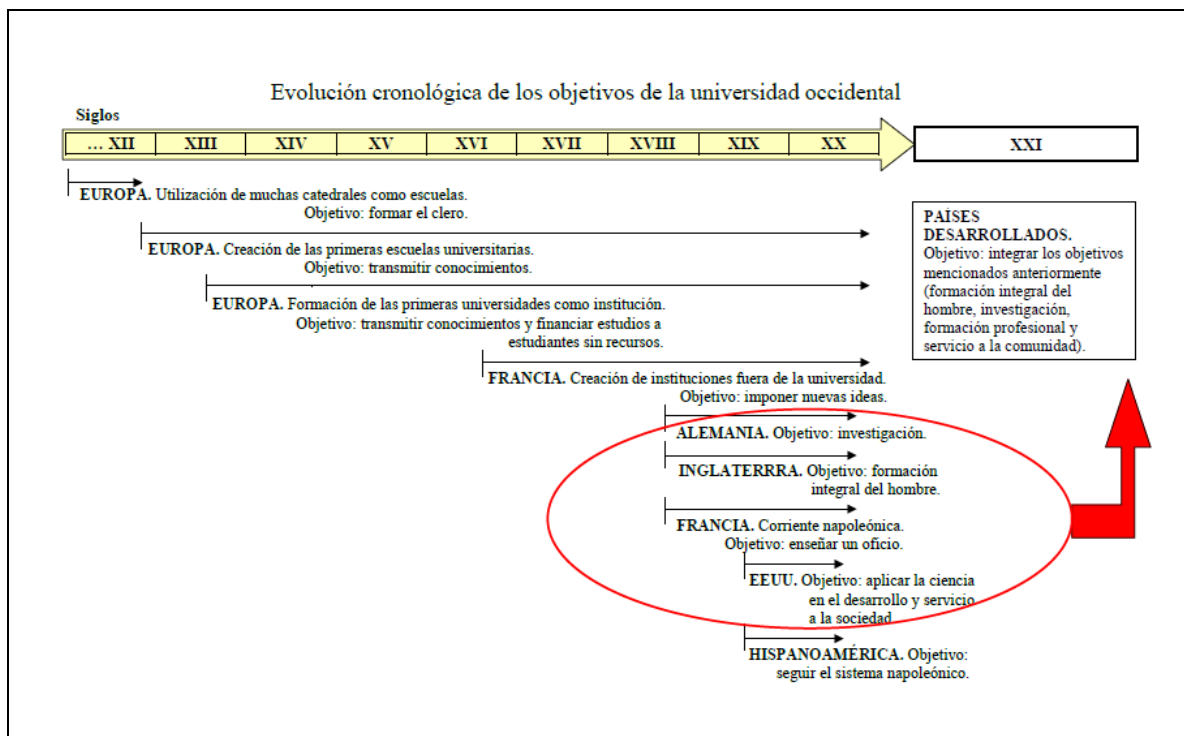 Evolución cronológica de los objetivos de la universidad occidental
Siglos
... XII XIII XIV XV XVI XVII XVIII XIX XX XXI
EUROPA. Utilización de muchas catedrales como escuelas.
Objetivo: formar el clero.
EUROPA. Creación de las primeras escuelas universitarias.
Objetivo: transmitir conocimientos.
EUROPA. Formación de las primeras universidades como institución.
Objetivo: transmitir conocimientos y financiar estudios a
estudiantes sin recursos.
FRANCIA. Creación de instituciones fuera de la universidad.
Objetivo: imponer nuevas ideas.
ALEMANIA. Objetivo: investigación.
INGLATERRRA. Objetivo: formación
integral del hombre.
FRANCIA. Corriente napoleónica.
Objetivo: enseñar un oficio.
EEUU. Objetivo: aplicar la ciencia
en el desarrollo y servicio
a la sociedad
HISPANOAMÉRICA. Objetivo:
seguir el sistema napoleónico.
PAÍSES
DESARROLLADOS.
Objetivo: integrar los objetivos
mencionados anteriormente
(formación integral del
hombre, investigación,
formación profesional y
servicio a la comunidad).